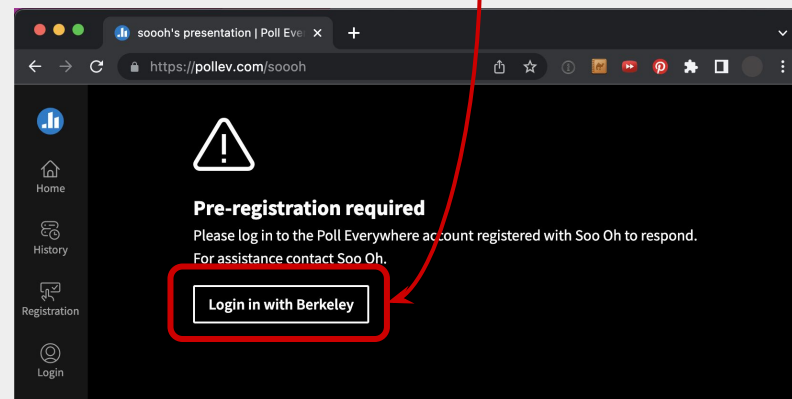 soooh's presentation | Poll Ever
https://pollev.com/soooh
Home
History
Registration
Login
Pre-registration required
Please log in to the Poll Everywhere account registered with Soo Oh to respond.
For assistance contact Soo Oh.
Login in with Berkeley